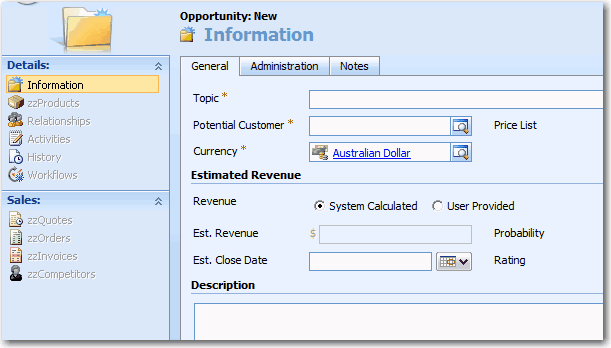 Opportunity: New
Information
Details:
Information
zzProducts
Relationships
Activities
History
Workflows
Sales:
zzQuotes
zzOrders
zzInvoices
zzCompetitors
General Administration Notes
Topic *
Potential Customer * Price List
Currency * Australian Dollar
Estimated Revenue
Revenue System Calculated User Provided
Est. Revenue $ Probability
Est. Close Date Rating
Description